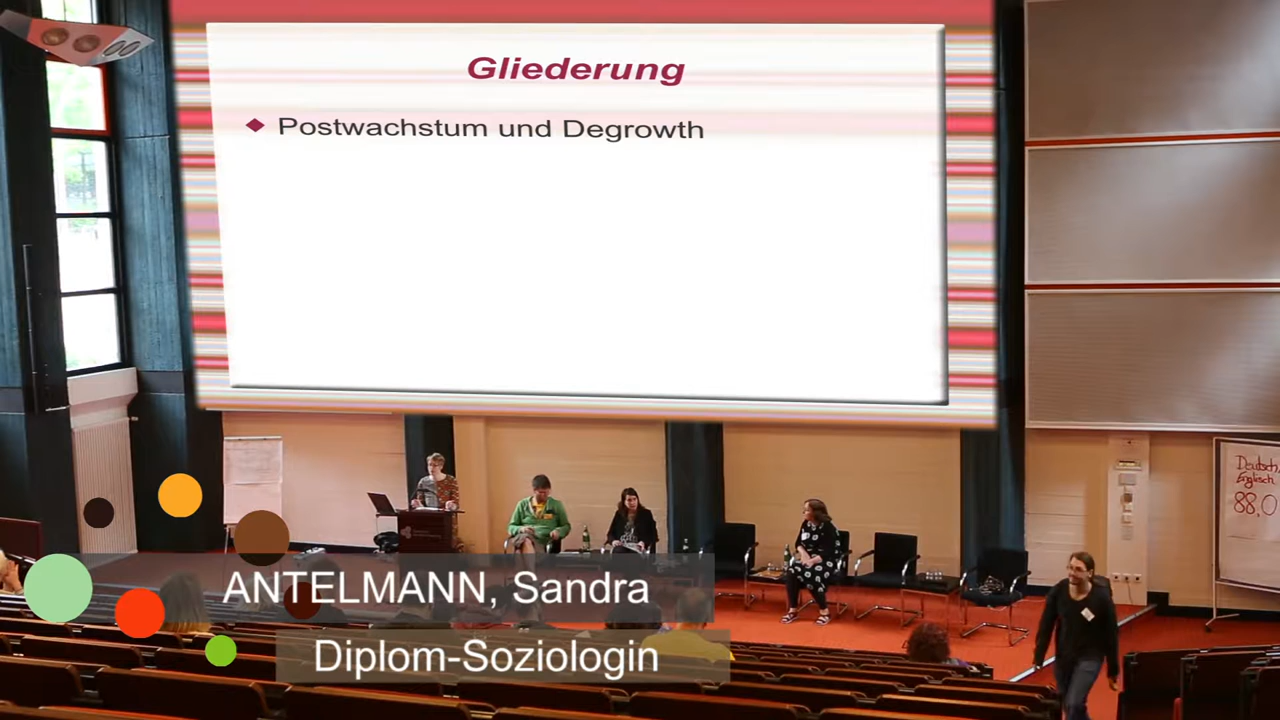 Gliederung
Postwachstum und Degrowth
Deutsch
Englisch
88.0
ANTELMANN, Sandra
Diplom-Soziologin